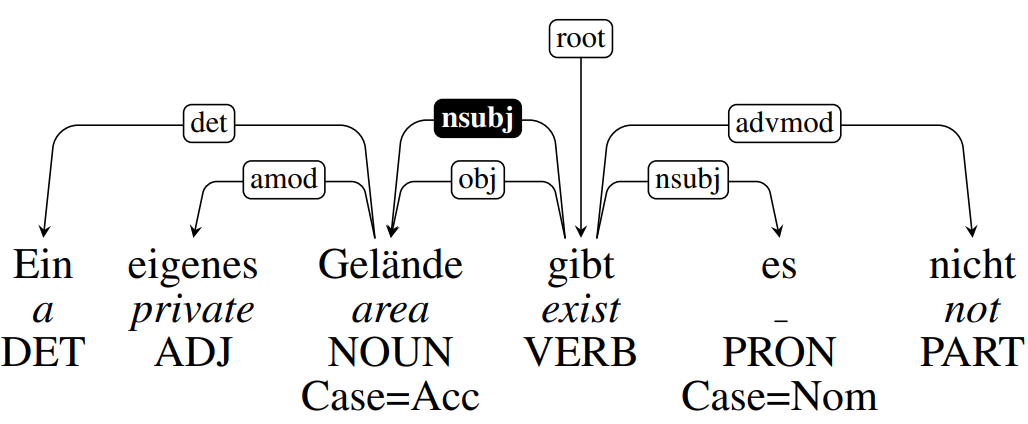 root
det nsubj advmod
amod obj nsubj
Ein eigenes Gelände gibt es nicht
a private area exist _ not
DET ADJ NOUN VERB PRON PART
Case=Acc Case=Nom